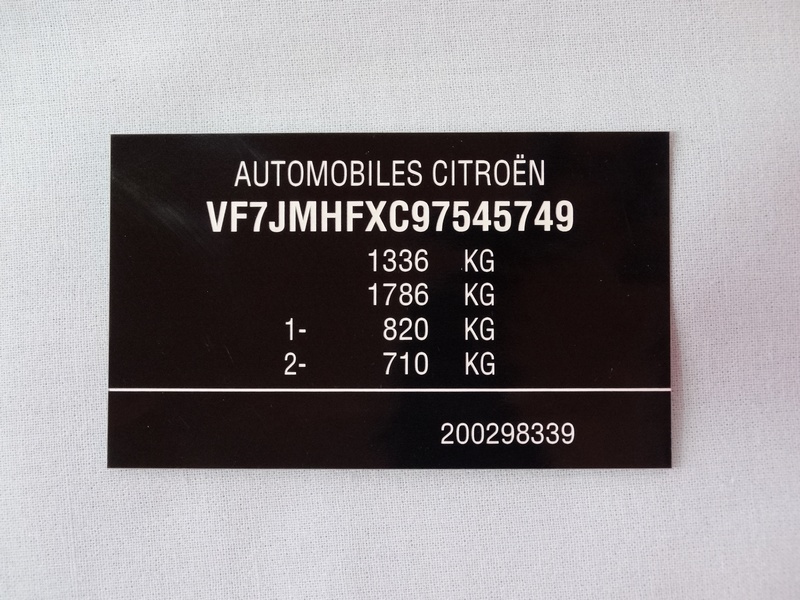 AUTOMOBILES CITROËN
VF7JMHFXC97545749
1336 KG
1786 KG
1- 820 KG
2- 710 KG
200298339